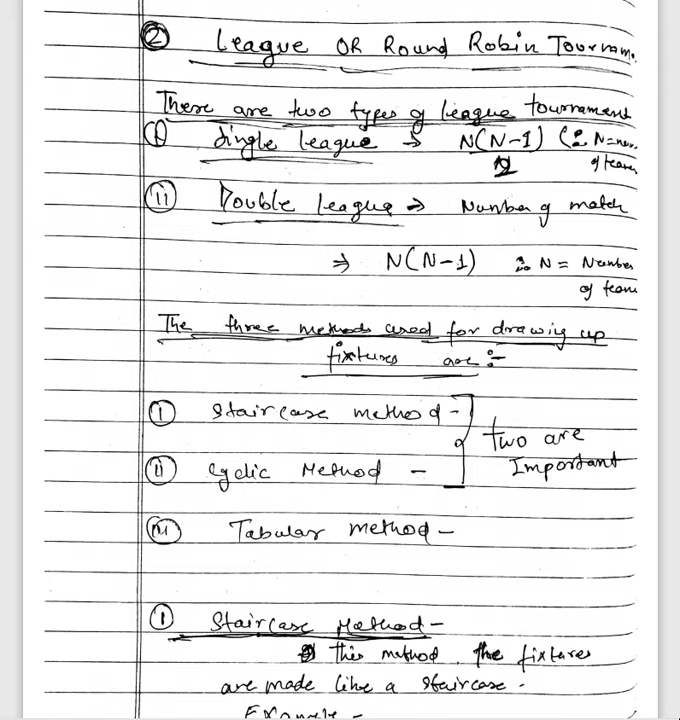 ② League OR Round Robin Tournam.
There are two types of league tournament
(i) Single league → N(N-1) (∵ N=num.
2 of team
(ii) Double league ⇒ Number of match
⇒ N(N-1) ∵ N = Number
of team
The three methods used for drawing up
fixtures are :-
(i) Staircase method -
two are
Important
(ii) Cyclic Method -
(iii) Tabular method -
(i) Staircase Method -
this method, the fixtures
are made like a staircase.
Example -